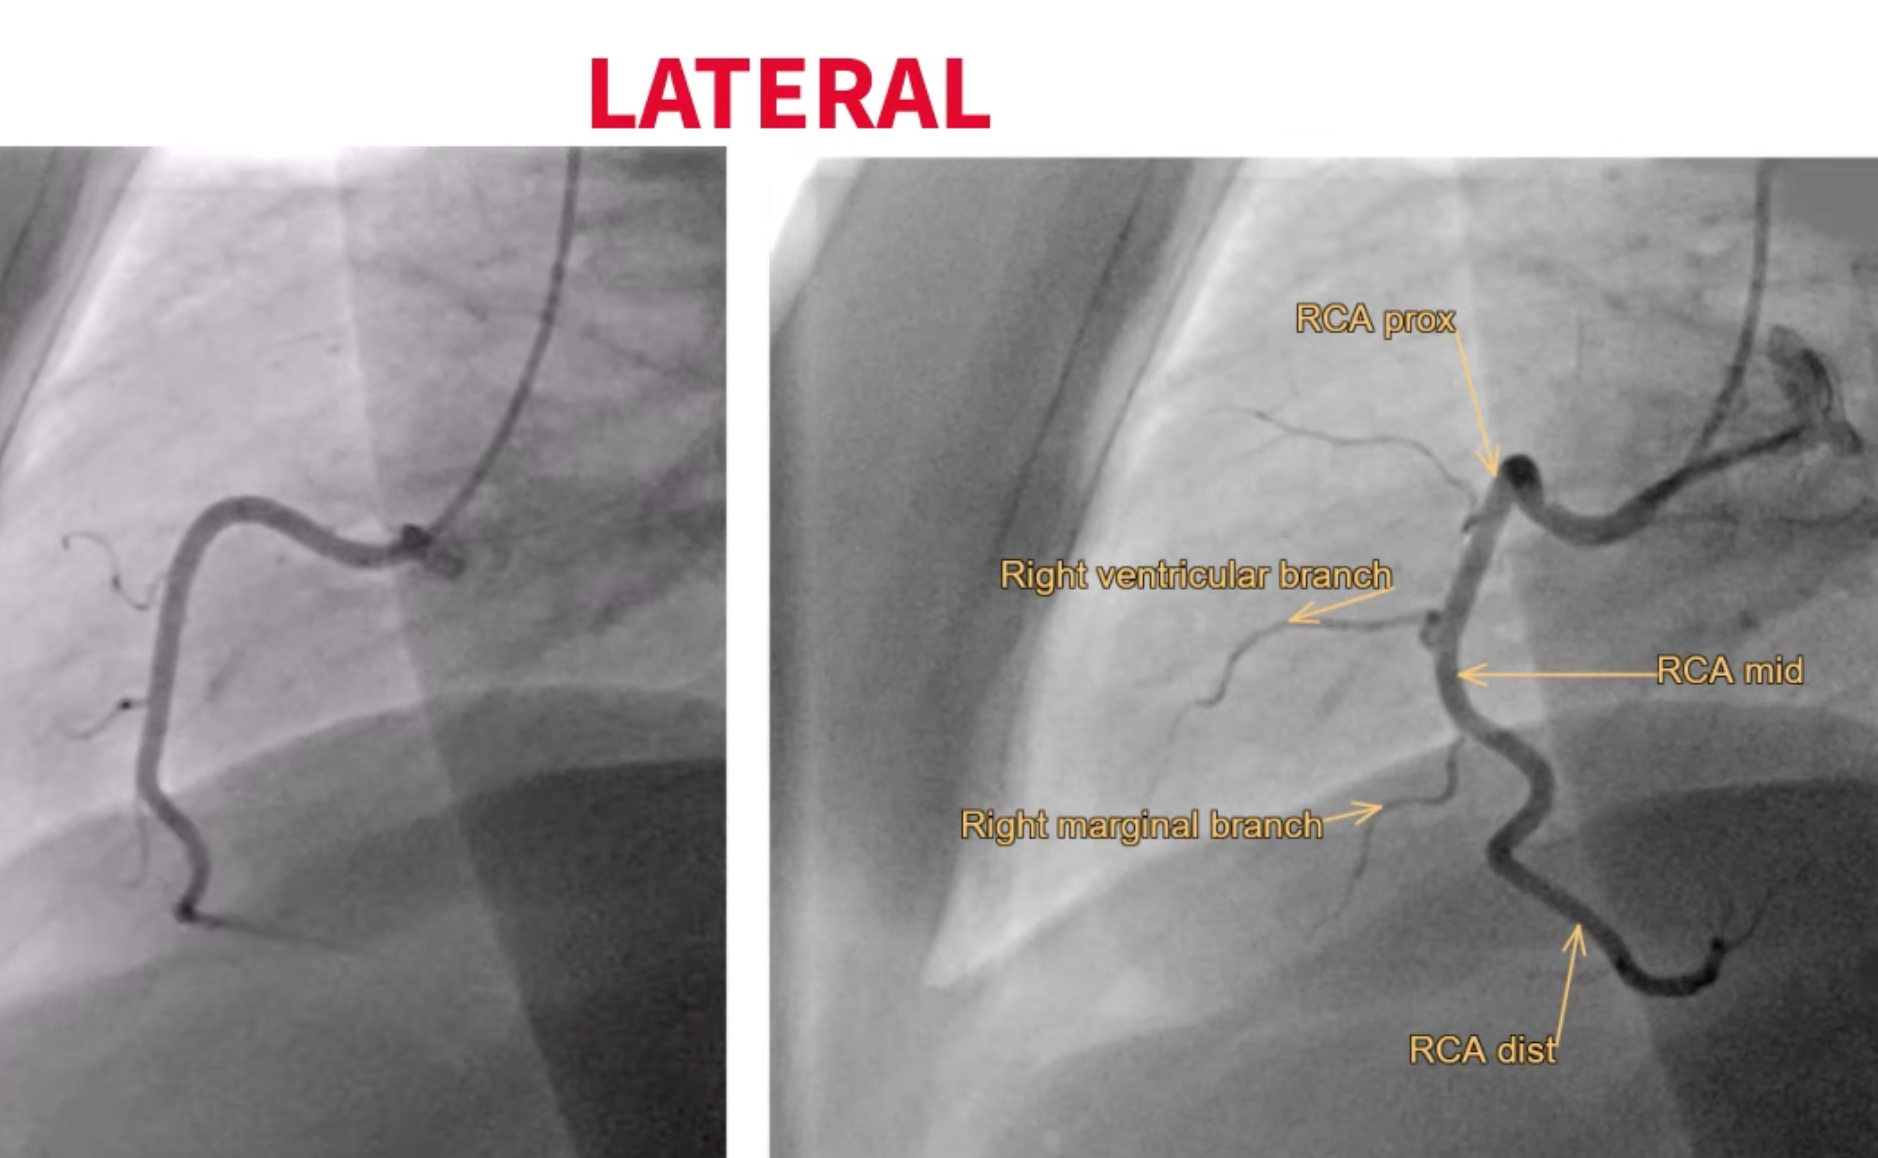 LATERAL
RCA prox
Right ventricular branch
RCA mid
Right marginal branch
RCA dist